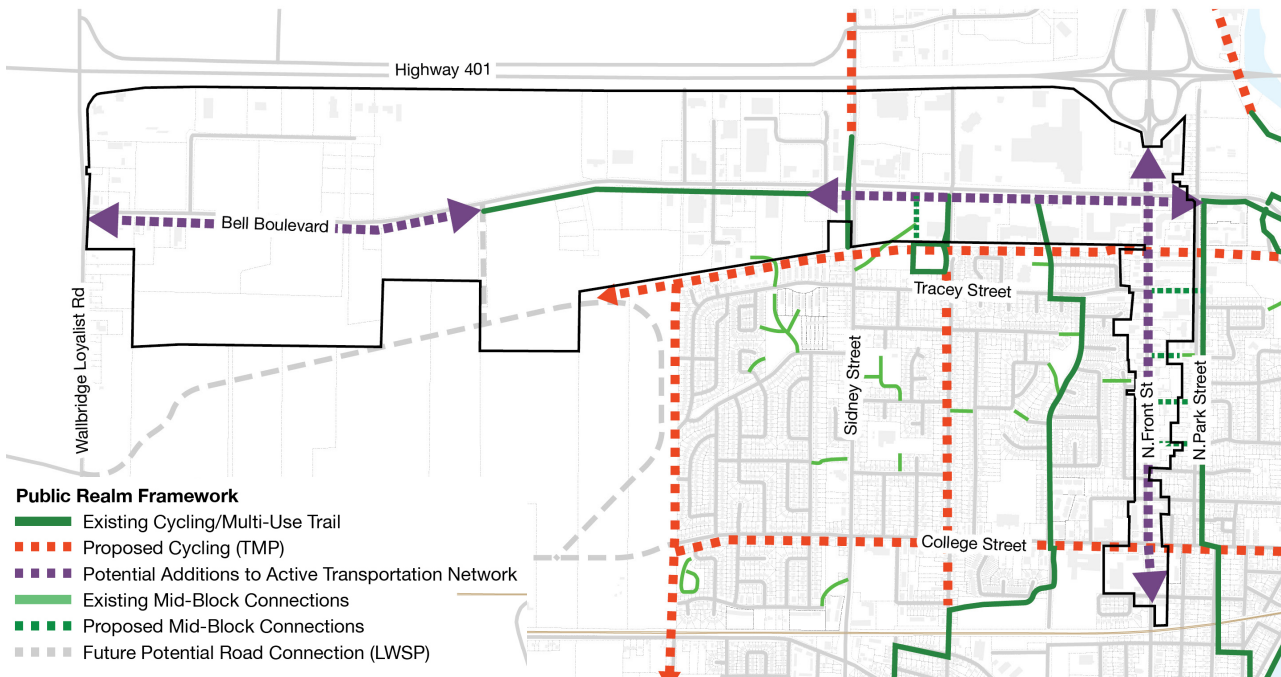 Highway 401
Bell Boulevard
Wallbridge Loyalist Rd
Tracey Street
Sidney Street
N.Front St
N.Park Street
College Street
Public Realm Framework
Existing Cycling/Multi-Use Trail
Proposed Cycling (TMP)
Potential Additions to Active Transportation Network
Existing Mid-Block Connections
Proposed Mid-Block Connections
Future Potential Road Connection (LWSP)